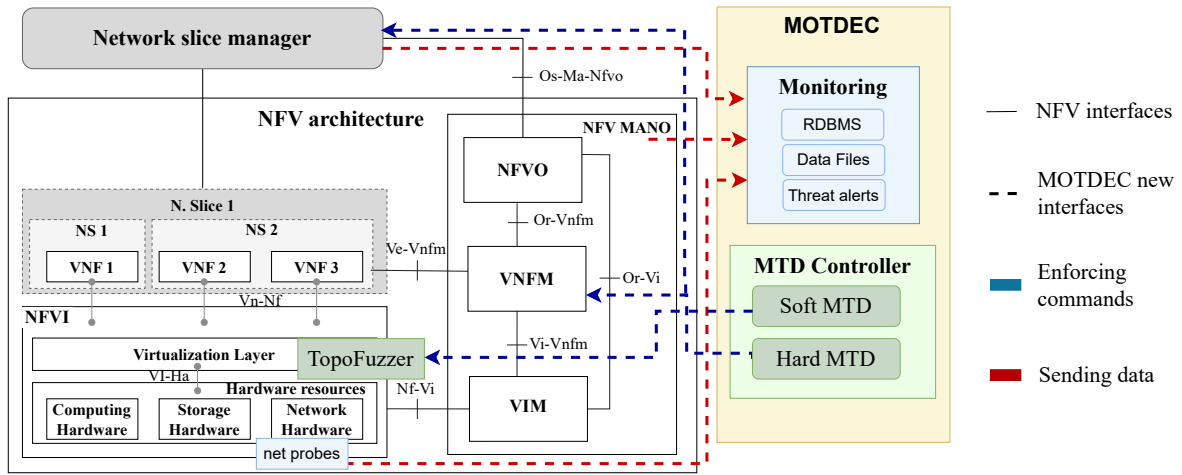 Network slice manager
Os-Ma-Nfvo
NFV architecture
NFV MANO
NFVO
Or-Vnfm
N. Slice 1
NS 1
NS 2
VNF 1
VNF 2
VNF 3
Ve-Vnfm
VNFM
Or-Vi
Vn-Nf
NFVI
Virtualization Layer
TopoFuzzer
Vi-Vnfm
VI-Ha
Hardware resources
Nf-Vi
VIM
Computing
Hardware
Storage
Hardware
Network
Hardware
net probes
MOTDEC
Monitoring
RDBMS
Data Files
Threat alerts
MTD Controller
Soft MTD
Hard MTD
NFV interfaces
MOTDEC new
interfaces
Enforcing
commands
Sending data